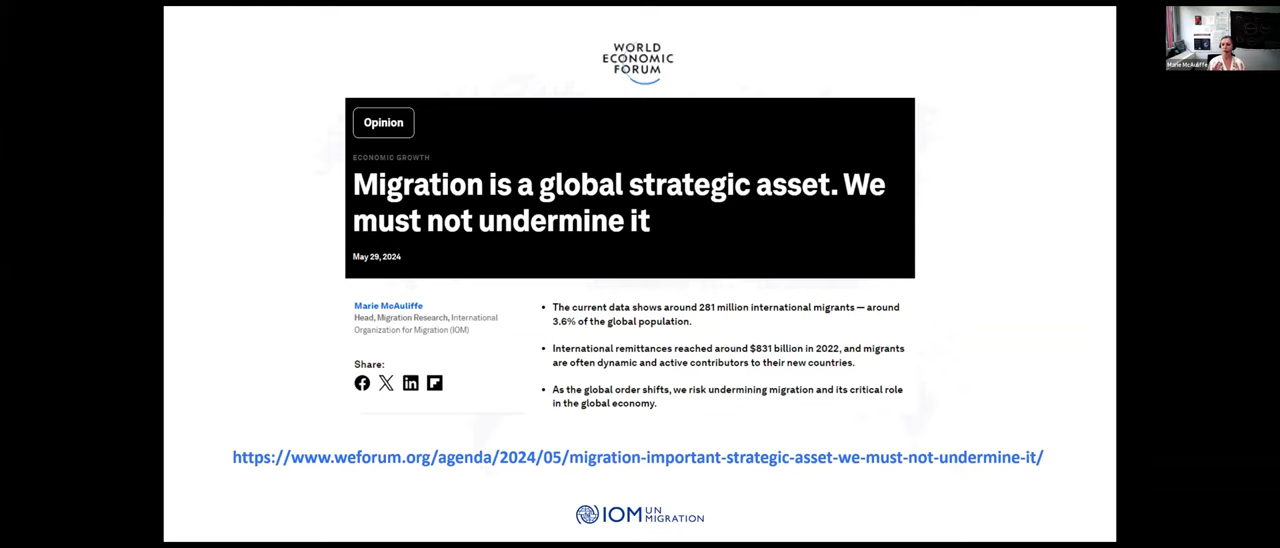 WORLD
ECONOMIC
FORUM
Opinion
ECONOMIC GROWTH
Migration is a global strategic asset. We
must not undermine it
May 29, 2024
Marie McAuliffe
Head, Migration Research, International
Organization for Migration (IOM)
Share:
• The current data shows around 281 million international migrants — around
3.6% of the global population.
• International remittances reached around $831 billion in 2022, and migrants
are often dynamic and active contributors to their new countries.
• As the global order shifts, we risk undermining migration and its critical role
in the global economy.
https://www.weforum.org/agenda/2024/05/migration-important-strategic-asset-we-must-not-undermine-it/
IOM UN
MIGRATION
Marie McAuliffe